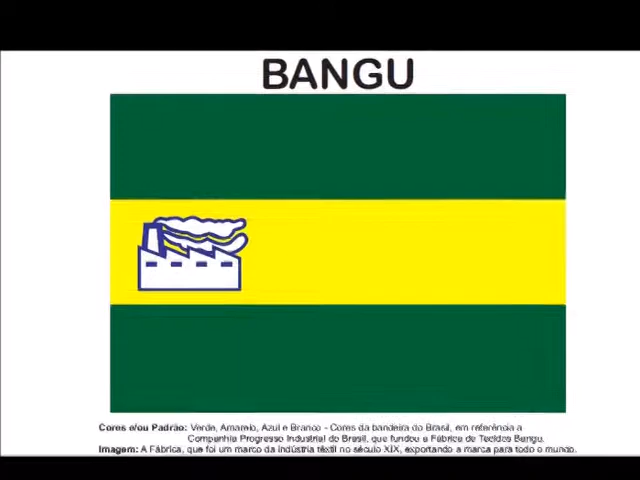 BANGU
Cores e/ou Padrão: Verde, Amarelo, Azul e Branco - Cores da bandeira do Brasil, em referência a
Companhia Progresso Industrial do Brasil, que fundou a Fábrica de Tecidos Bangu.
Imagem: A Fábrica, que foi um marco da indústria têxtil no século XIX, exportando a marca para todo o mundo.